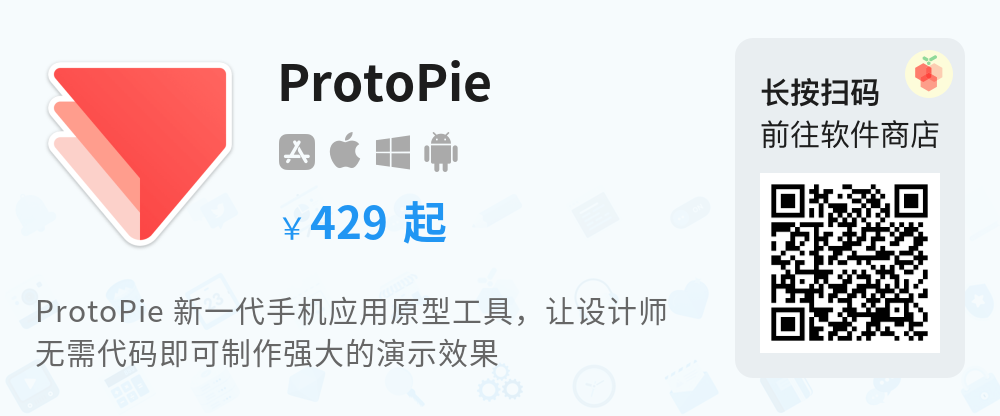 ProtoPie
¥ 429 起
ProtoPie 新一代手机应用原型工具，让设计师
无需代码即可制作强大的演示效果
长按扫码
前往软件商店